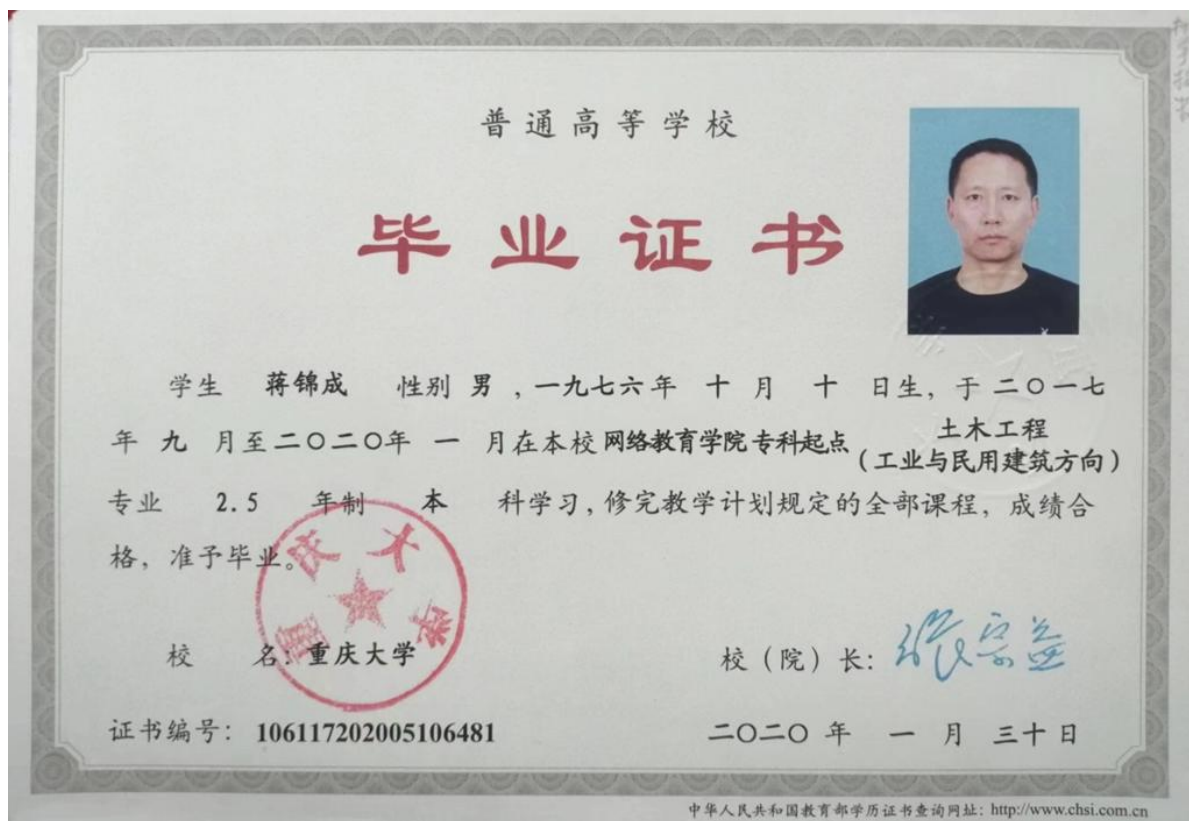 普通高等学校
毕业证书
学生 蒋锦成 性别 男 ，一九七六年 十 月 十 日生，于二〇一七
年 九 月至二〇二〇年 一 月在本校 网络教育学院 专科起点 土木工程
（工业与民用建筑方向）
专业 2.5 年制 本 科学习，修完教学计划规定的全部课程，成绩合
格，准予毕业。
重庆大学
校 名：重庆大学
校（院）长：张宗益
证书编号：106117202005106481
二〇二〇年 一 月 三十 日
中华人民共和国教育部学历证书查询网址：http://www.chsi.com.cn